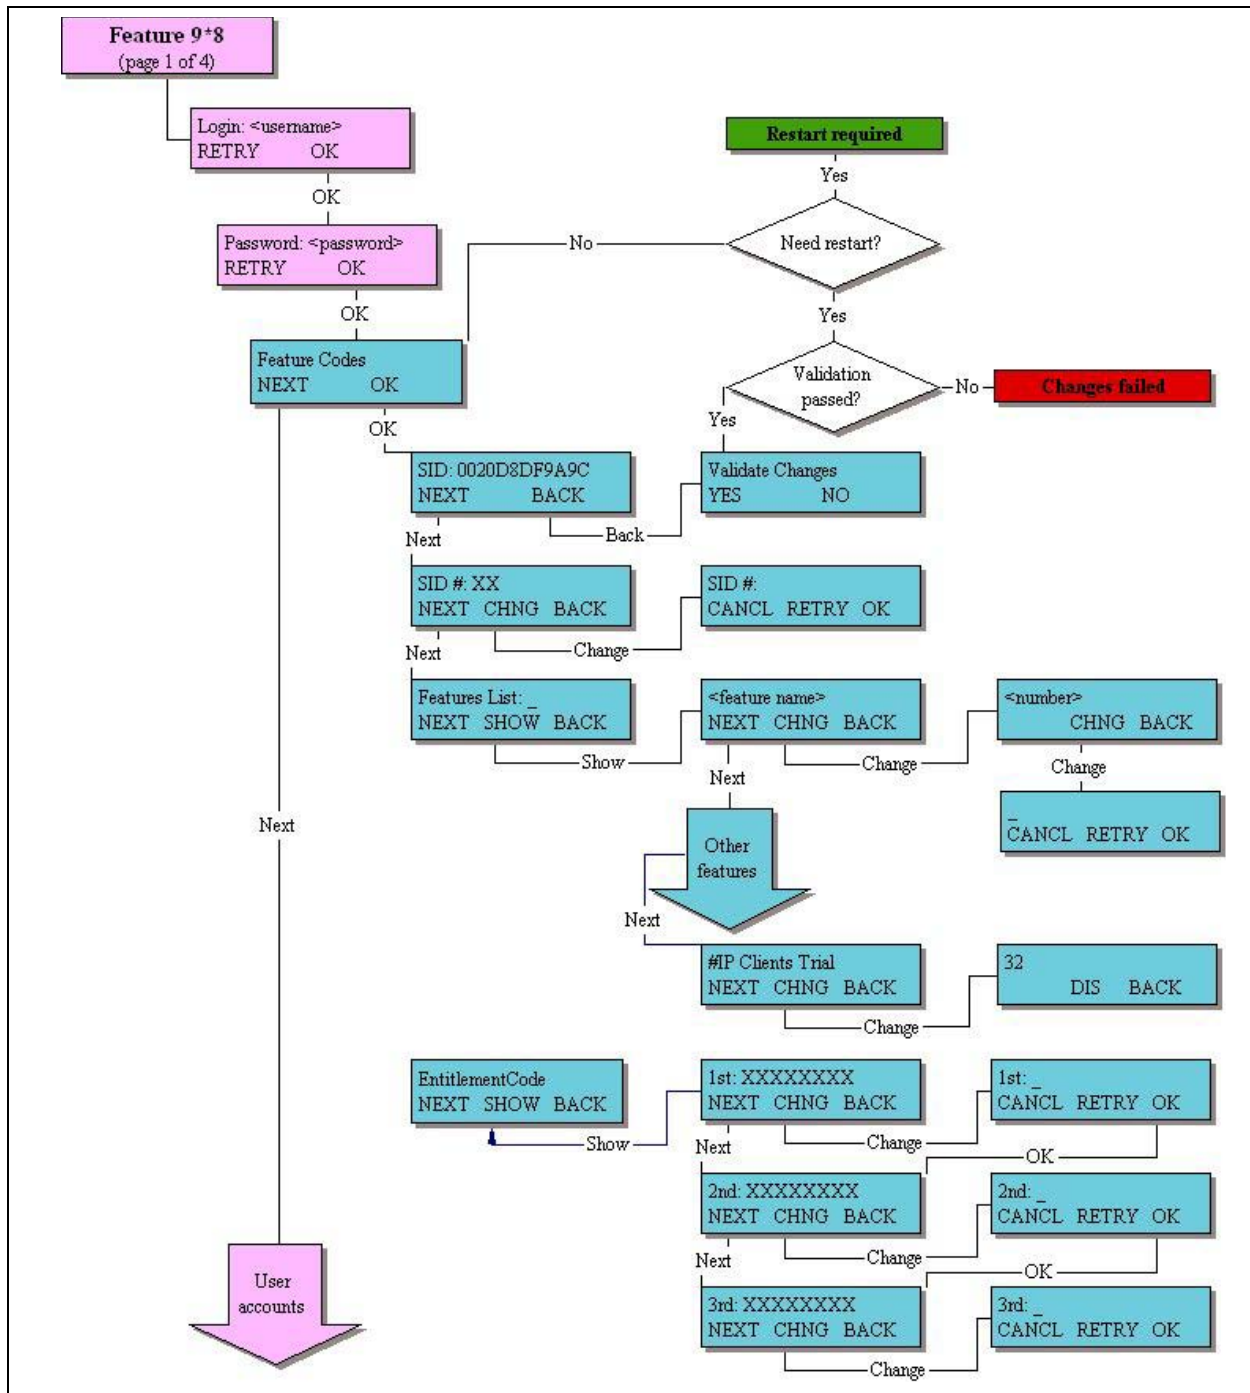 Feature 9*8
(page 1 of 4)
Login: <username>
RETRY OK
OK
Password: <password>
RETRY OK
OK
Feature Codes
NEXT OK
OK
Restart required
Yes
Need restart?
No
Yes
Validation
passed?
No
Changes failed
Yes
SID: 0020D8DF9A9C
NEXT BACK
Back
Validate Changes
YES NO
Next
SID #: XX
NEXT CHNG BACK
Change
SID #:
CANCL RETRY OK
Next
Features List: _
NEXT SHOW BACK
Show
<feature name>
NEXT CHNG BACK
Change
<number>
CHNG BACK
Change
_
CANCL RETRY OK
Next
Other
features
Next
Next
#IP Clients Trial
NEXT CHNG BACK
Change
32
DIS BACK
EntitlementCode
NEXT SHOW BACK
Show
1st: XXXXXXXX
NEXT CHNG BACK
Change
1st: _
CANCL RETRY OK
OK
Next
2nd: XXXXXXXX
NEXT CHNG BACK
Change
2nd: _
CANCL RETRY OK
OK
Next
3rd: XXXXXXXX
NEXT CHNG BACK
Change
3rd: _
CANCL RETRY OK
User
accounts